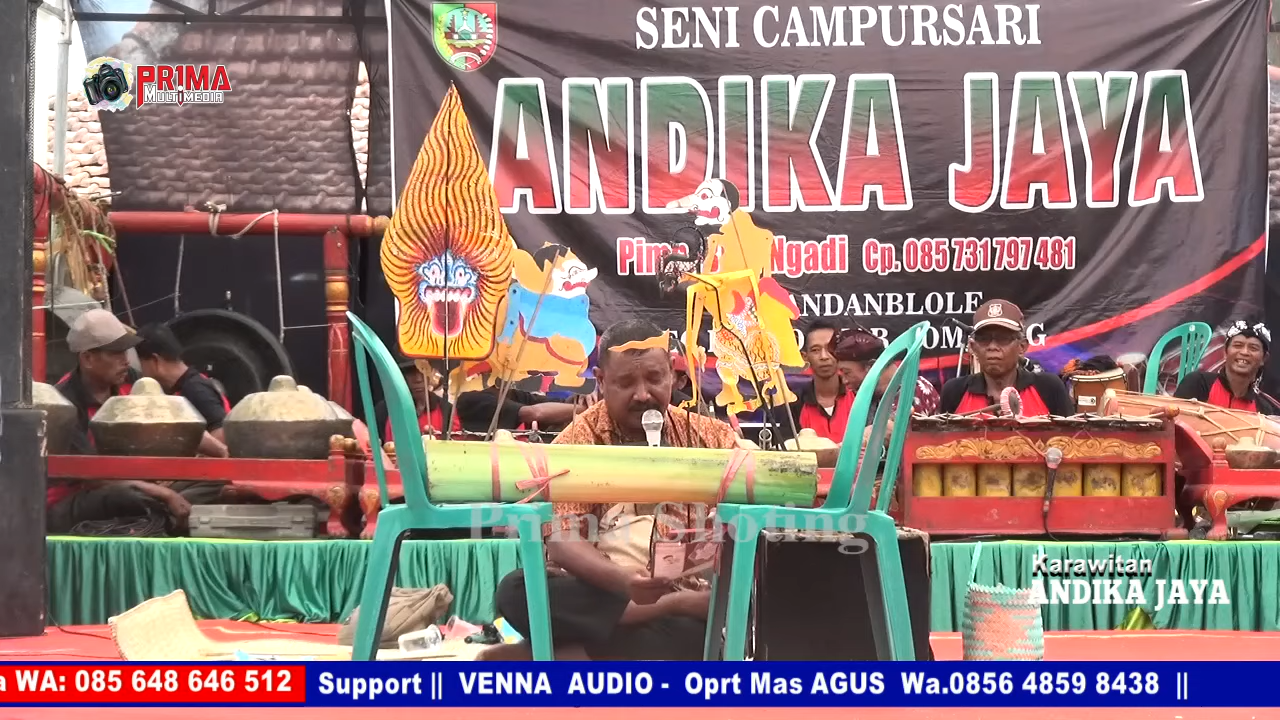 SENI CAMPURSARI
PR1MA
MULTIMEDIA
ANDIKA JAYA
Ngadi Cp. 085 731 797 481
Prima Shoting
Karawitan
ANDIKA JAYA
a WA: 085 648 646 512 Support || VENNA AUDIO - Oprt Mas AGUS Wa.0856 4859 8438 ||